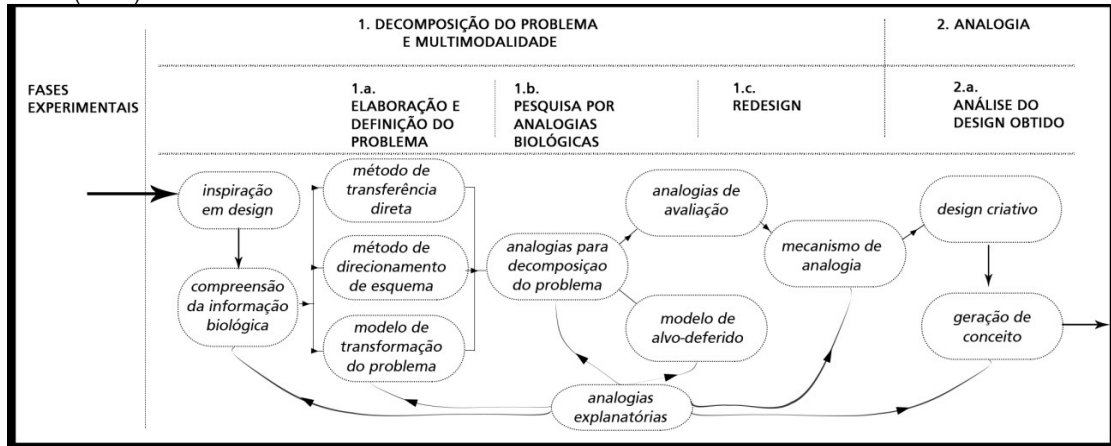 1. DECOMPOSIÇÃO DO PROBLEMA
E MULTIMODALIDADE
2. ANALOGIA
FASES
EXPERIMENTAIS
1.a.
ELABORAÇÃO E
DEFINIÇÃO DO
PROBLEMA
1.b.
PESQUISA POR
ANALOGIAS
BIOLÓGICAS
1.c.
REDESIGN
2.a.
ANÁLISE DO
DESIGN OBTIDO
inspiração
em design
compreensão
da informação
biológica
método de
transferência
direta
método de
direcionamento
de esquema
modelo de
transformação
do problema
analogias para
decomposiçao
do problema
analogias de
avaliação
modelo de
alvo-deferido
mecanismo de
analogia
design criativo
geração de
conceito
analogias
explanatórias